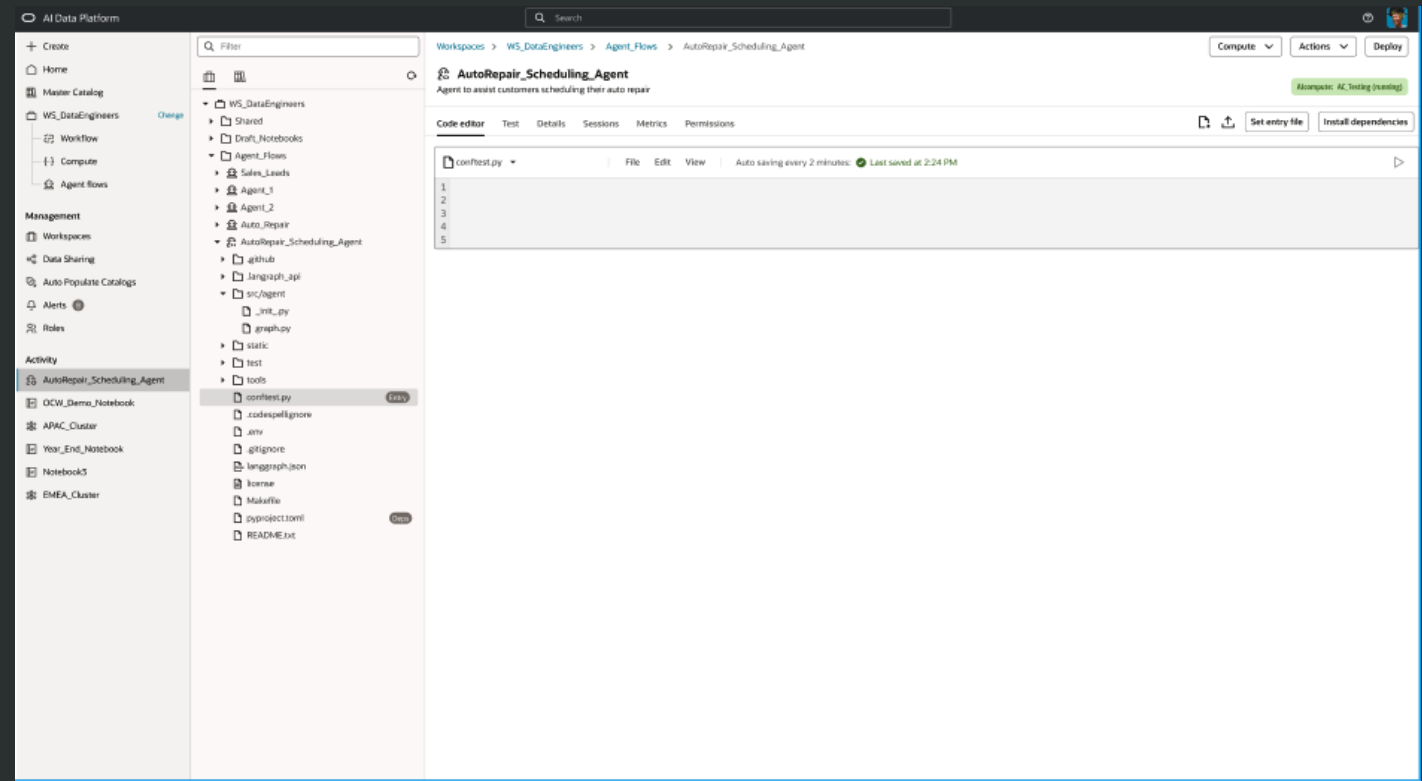 AI Data Platform
Search
Create
Home
Master Catalog
WS_DataEngineers Change
Workflow
Compute
Agent flows
Management
Workspaces
Data Sharing
Auto Populate Catalogs
Alerts
Roles
Activity
AutoRepair_Scheduling_Agent
OCW_Demo_Notebook
APAC_Cluster
Year_End_Notebook
Notebook5
EMEA_Cluster
Filter
WS_DataEngineers
Shared
Draft_Notebooks
Agent_Flows
Sales_Leads
Agent_1
Agent_2
Auto_Repair
AutoRepair_Scheduling_Agent
.github
.langraph_api
src/agent
_init_.py
graph.py
static
test
tools
conftest.py Entry
.codespellignore
.env
.gitignore
langgraph.json
license
Makefile
pyproject.toml Deps
README.txt
Workspaces > WS_DataEngineers > Agent_Flows > AutoRepair_Scheduling_Agent
Compute Actions Deploy
AutoRepair_Scheduling_Agent
Agent to assist customers scheduling their auto repair
AIcompute: AC_Testing (running)
Code editor Test Details Sessions Metrics Permissions
Set entry file Install dependencies
conftest.py File Edit View Auto saving every 2 minutes: Last saved at 2:24 PM
1
2
3
4
5